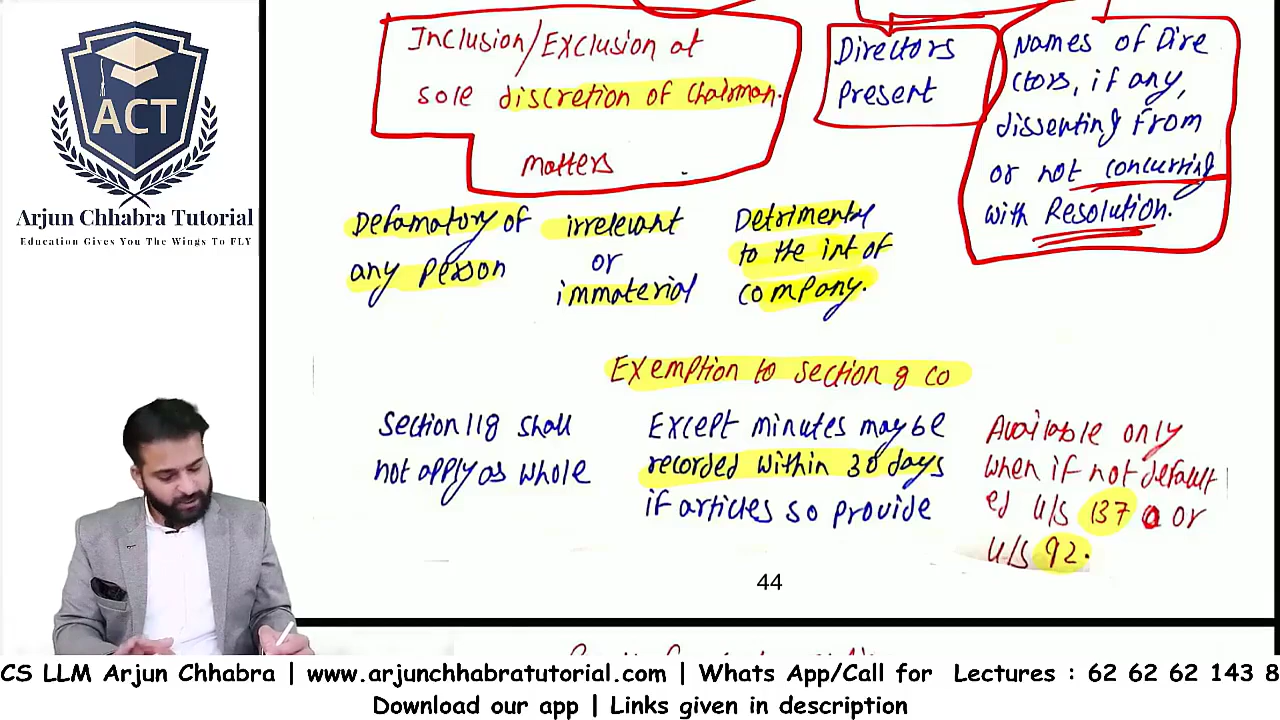 ACT
Arjun Chhabra Tutorial
Education Gives You The Wings To FLY
Inclusion/Exclusion at
sole discretion of Chairman.
matters
Directors
present
Names of Dire
ctors, if any,
dissenting from
or not concurring
with Resolution.
Defamatory of
any person
irrelevant
or
immaterial
Detrimental
to the int of
company.
Exemption to section 8 co
Section 118 shall
not apply as whole
Except minutes may be
recorded within 30 days
if articles so provide
Available only
when if not default
ed u/s 137 or
u/s 92.
44
CS LLM Arjun Chhabra | www.arjunchhabratutorial.com | Whats App/Call for Lectures : 62 62 62 143 8
Download our app | Links given in description